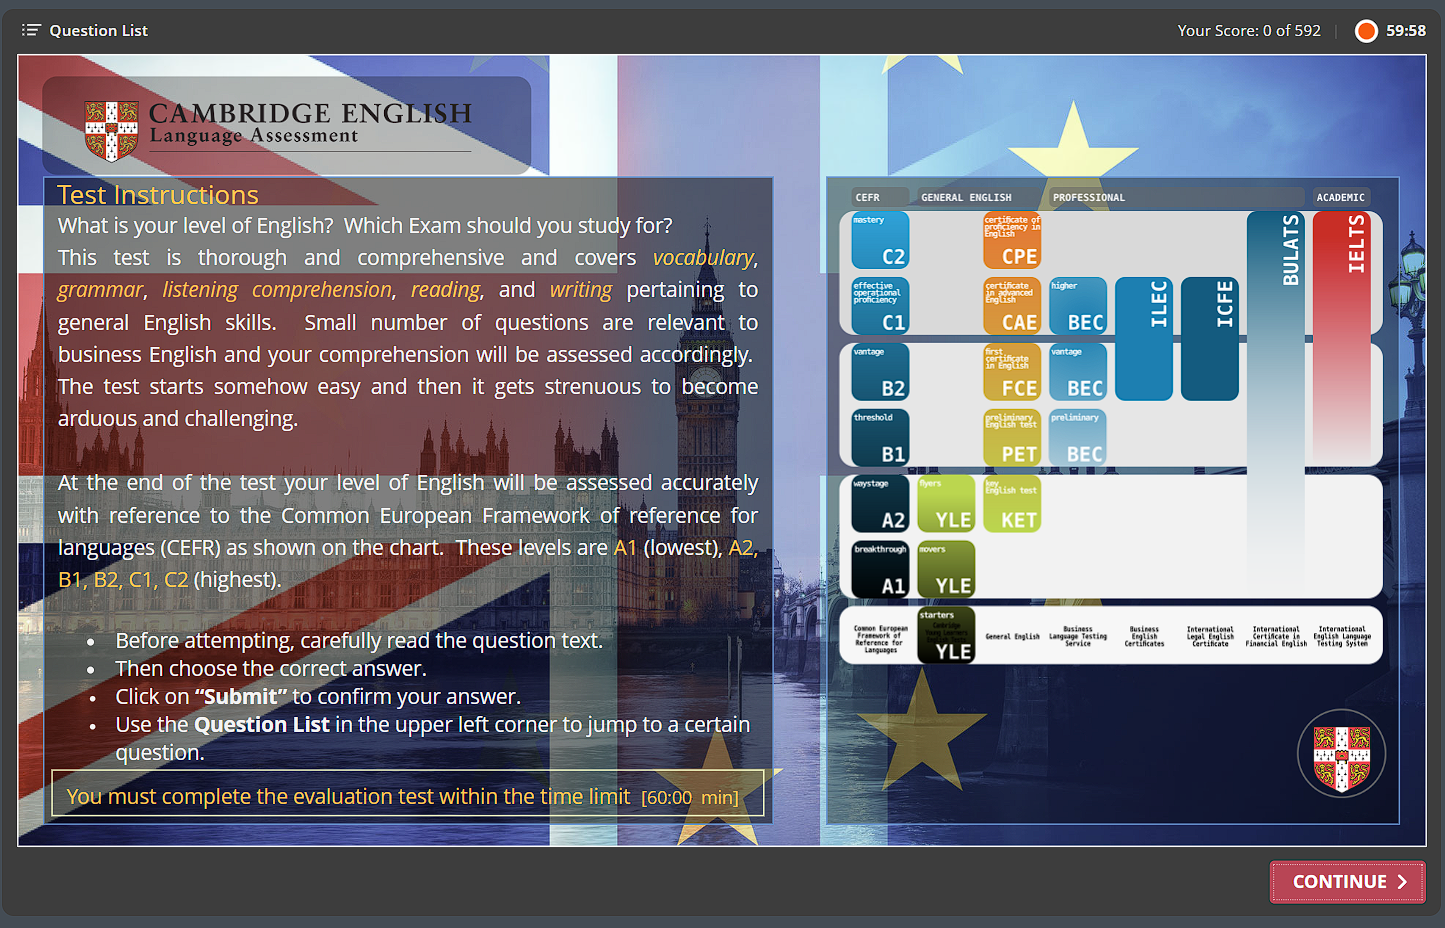 Question List
Your Score: 0 of 592
59:58
CAMBRIDGE ENGLISH
Language Assessment
Test Instructions
What is your level of English?  Which Exam should you study for?
This test is thorough and comprehensive and covers vocabulary,
grammar, listening comprehension, reading, and writing pertaining to
general English skills.  Small number of questions are relevant to
business English and your comprehension will be assessed accordingly.
The test starts somehow easy and then it gets strenuous to become
arduous and challenging.
At the end of the test your level of English will be assessed accurately
with reference to the Common European Framework of reference for
languages (CEFR) as shown on the chart.  These levels are A1 (lowest), A2,
B1, B2, C1, C2 (highest).
• Before attempting, carefully read the question text.
• Then choose the correct answer.
• Click on “Submit” to confirm your answer.
• Use the Question List in the upper left corner to jump to a certain
question.
You must complete the evaluation test within the time limit [60:00 min]
CEFR GENERAL ENGLISH PROFESSIONAL ACADEMIC
mastery
C2
certificate of
proficiency in
English
CPE
BULATS
IELTS
effective
operational
proficiency
C1
certificate
in advanced
English
CAE
higher
BEC
ILEC
ICFE
vantage
B2
first
certificate
in English
FCE
vantage
BEC
threshold
B1
preliminary
English test
PET
preliminary
BEC
waystage
A2
flyers
YLE
key
English test
KET
breakthrough
A1
movers
YLE
starters
Cambridge
Young Learners
English Tests
YLE
Common European
Framework of
Reference for
Languages
General English
Business
Language Testing
Service
Business
English
Certificates
International
Legal English
Certificate
International
Certificate in
Financial English
International
English Language
Testing System
CONTINUE